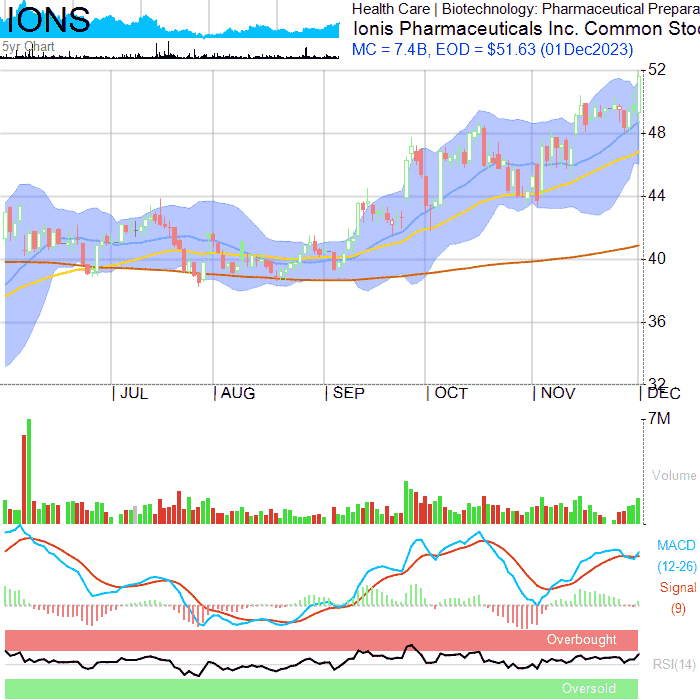 IONS
5yr Chart
Health Care | Biotechnology: Pharmaceutical Prepara
Ionis Pharmaceuticals Inc. Common Sto
MC = 7.4B, EOD = $51.63 (01Dec2023)
52
48
44
40
36
32
JUL
AUG
SEP
OCT
NOV
DEC
7M
Volume
MACD
(12-26)
Signal
(9)
Overbought
RSI(14)
Oversold